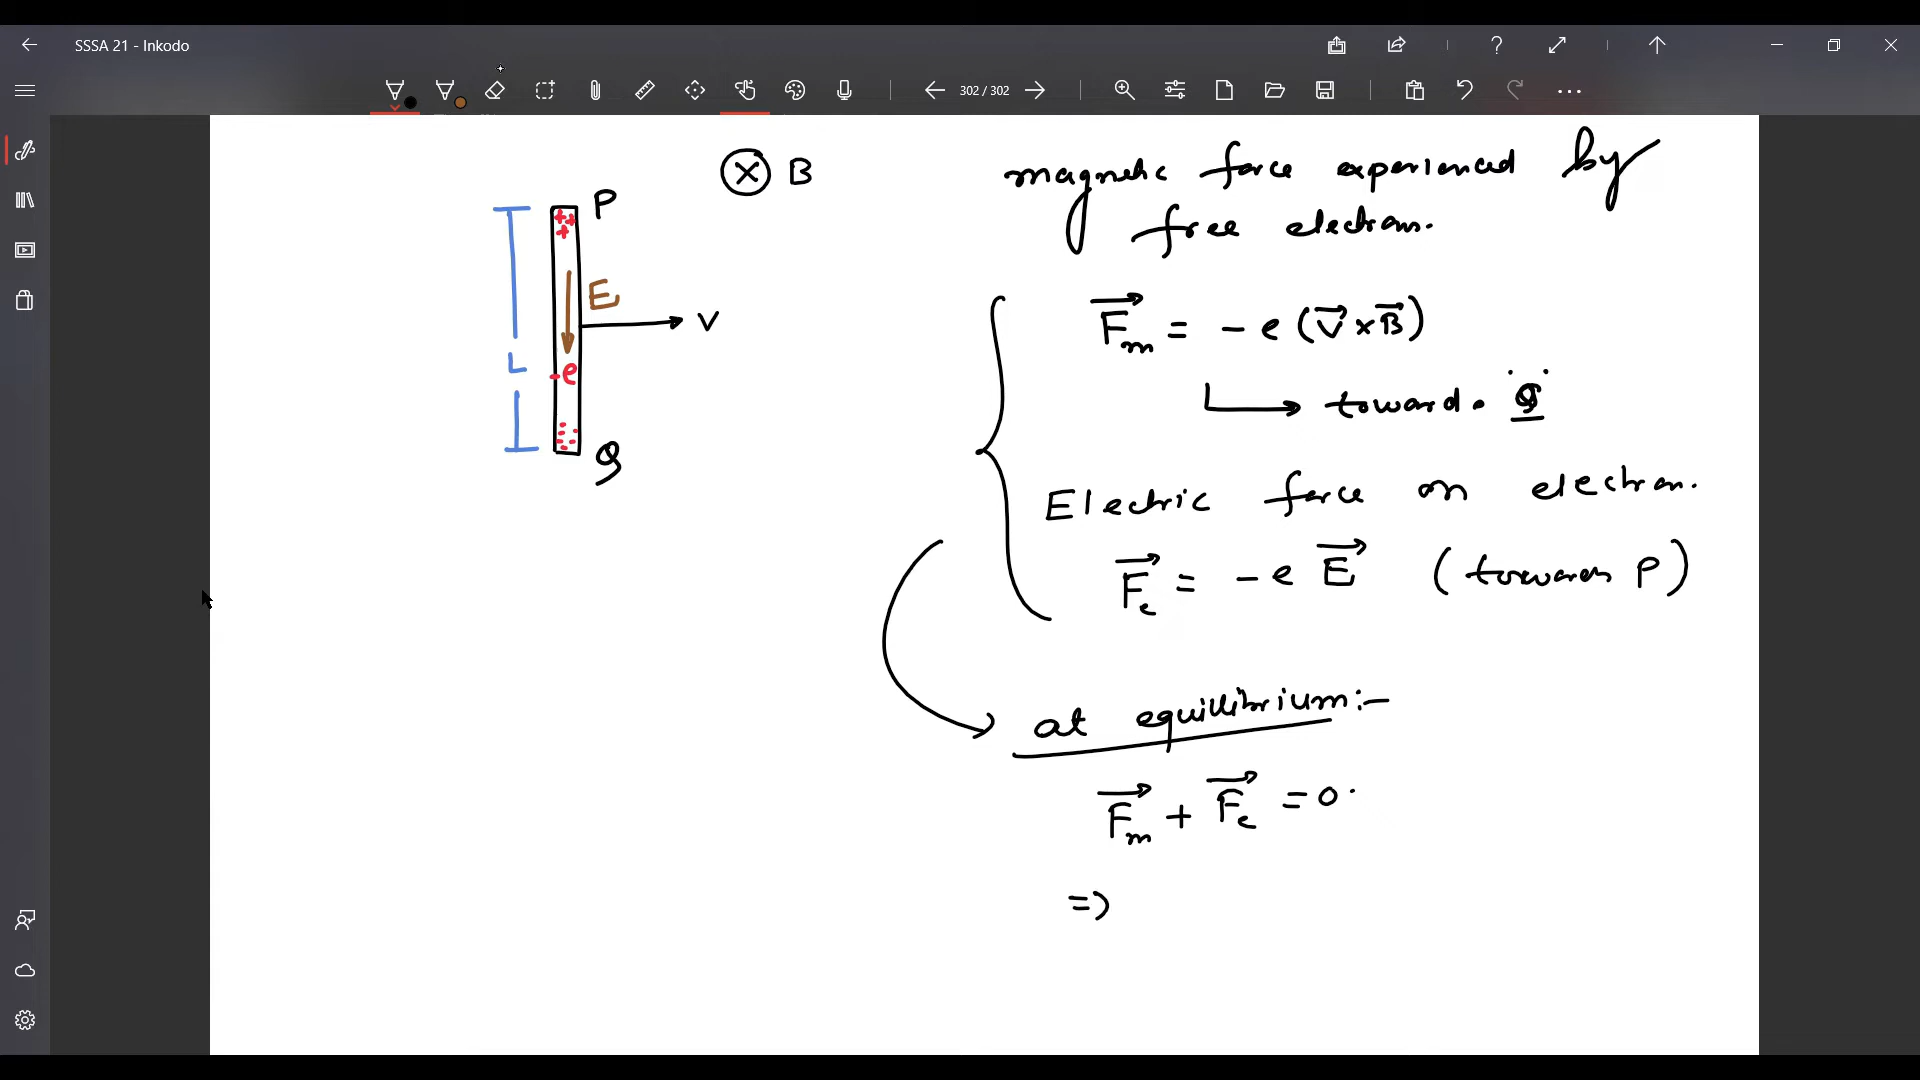 SSSA 21 - Inkodo
302 / 302
B
P
E
V
L
-e
Q
magnetic force experienced by
free electron.
Fm = - e (V × B)
towards Q
Electric force on electron.
Fe = - e E (towards P)
at equillibrium:-
Fm + Fe = 0.
=>